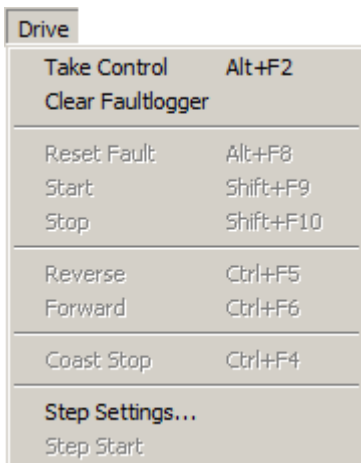 Drive
Take Control Alt+F2
Clear Faultlogger
Reset Fault Alt+F8
Start Shift+F9
Stop Shift+F10
Reverse Ctrl+F5
Forward Ctrl+F6
Coast Stop Ctrl+F4
Step Settings...
Step Start